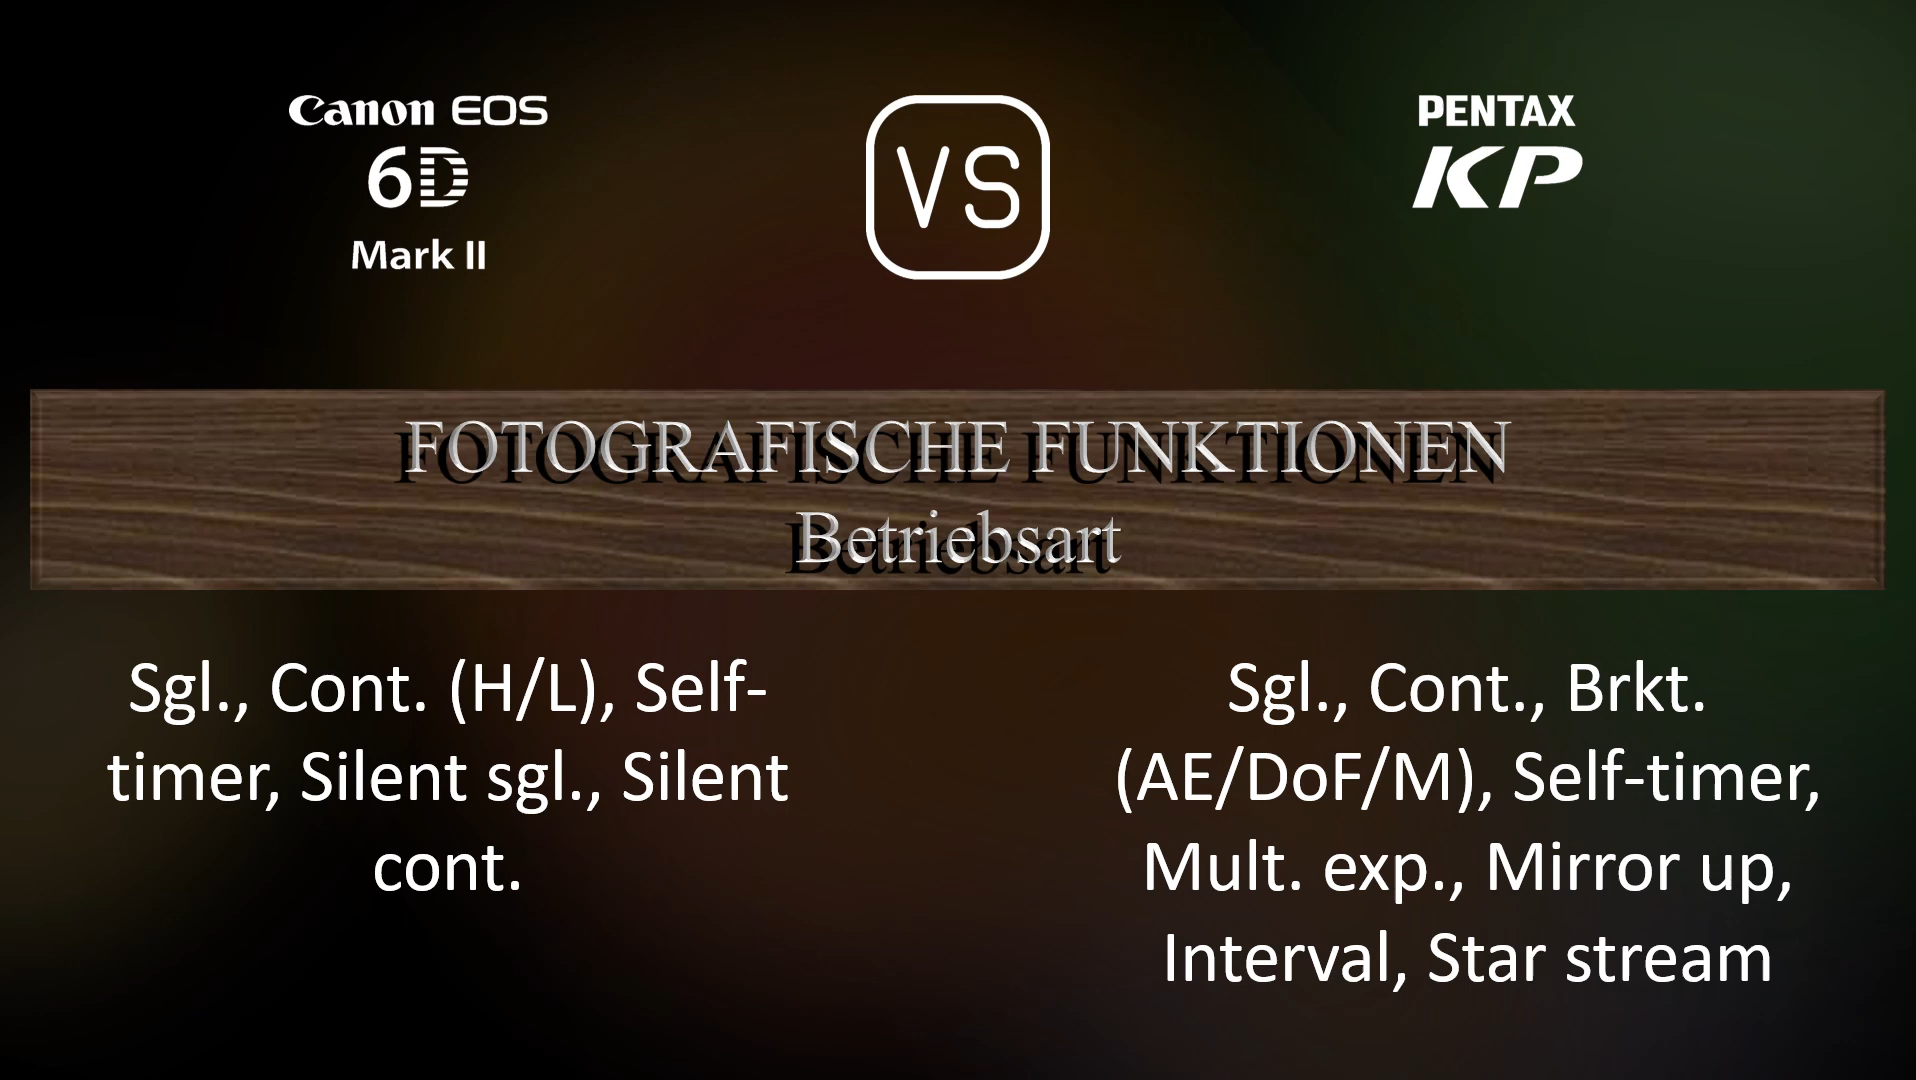 Canon EOS
6D
Mark II
VS
PENTAX
KP
FOTOGRAFISCHE FUNKTIONEN
Betriebsart
Sgl., Cont. (H/L), Self-
timer, Silent sgl., Silent
cont.
Sgl., Cont., Brkt.
(AE/DoF/M), Self-timer,
Mult. exp., Mirror up,
Interval, Star stream